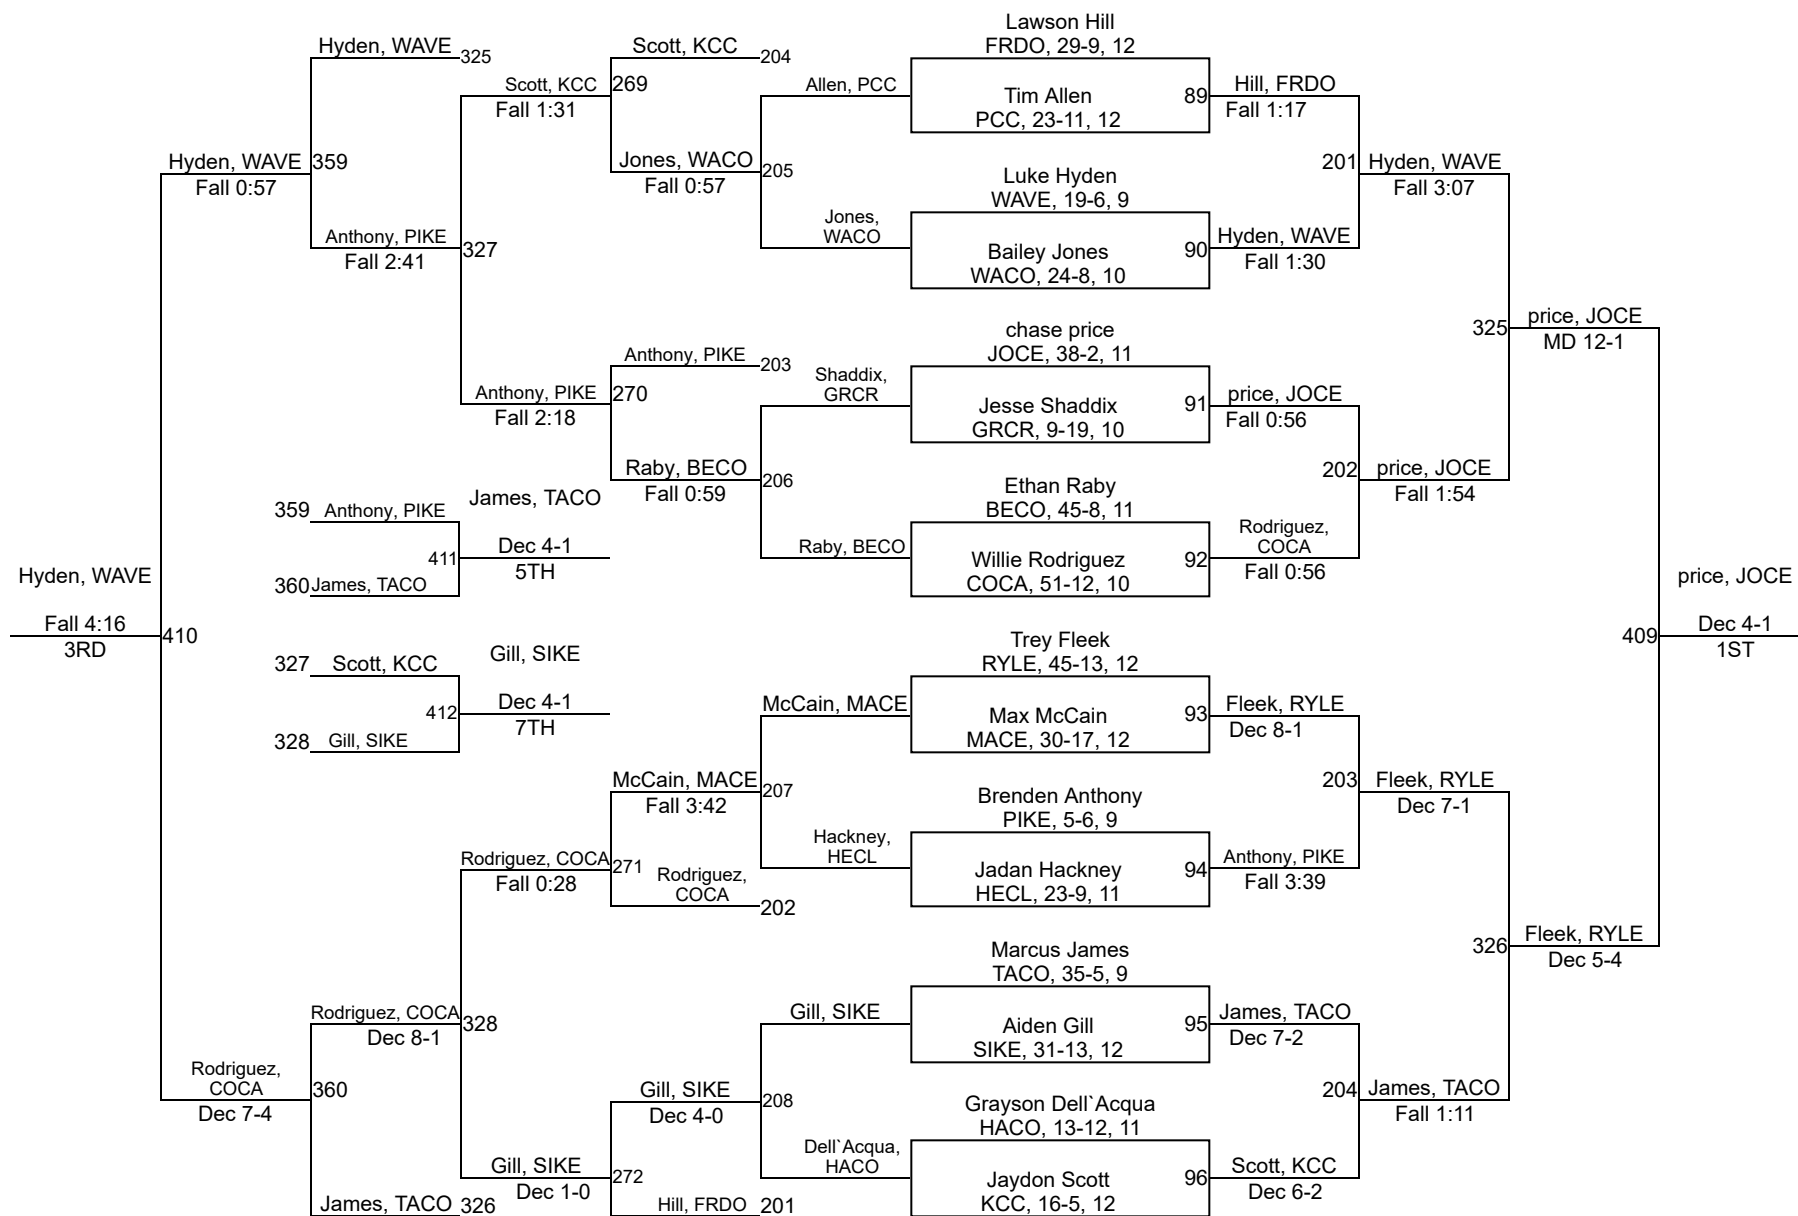 Lawson Hill
FRDO, 29-9, 12
Hyden, WAVE
325
Scott, KCC
204
Scott, KCC
269
Fall 1:31
Allen, PCC
Tim Allen
PCC, 23-11, 12
89
Hill, FRDO
Fall 1:17
Hyden, WAVE
359
Fall 0:57
Jones, WACO
205
Fall 0:57
Luke Hyden
WAVE, 19-6, 9
201
Hyden, WAVE
Fall 3:07
Anthony, PIKE
327
Fall 2:41
Jones,
WACO
Bailey Jones
WACO, 24-8, 10
90
Hyden, WAVE
Fall 1:30
chase price
JOCE, 38-2, 11
325
price, JOCE
MD 12-1
Anthony, PIKE
203
Anthony, PIKE
270
Fall 2:18
Shaddix,
GRCR
Jesse Shaddix
GRCR, 9-19, 10
91
price, JOCE
Fall 0:56
Raby, BECO
206
Fall 0:59
Ethan Raby
BECO, 45-8, 11
202
price, JOCE
Fall 1:54
359
Anthony, PIKE
James, TACO
411
Dec 4-1
5TH
360
James, TACO
Raby, BECO
Willie Rodriguez
COCA, 51-12, 10
92
Rodriguez,
COCA
Fall 0:56
Hyden, WAVE
Fall 4:16
3RD
410
price, JOCE
409
Dec 4-1
1ST
327
Scott, KCC
Gill, SIKE
412
Dec 4-1
7TH
328
Gill, SIKE
Trey Fleek
RYLE, 45-13, 12
McCain, MACE
Max McCain
MACE, 30-17, 12
93
Fleek, RYLE
Dec 8-1
McCain, MACE
207
Fall 3:42
Brenden Anthony
PIKE, 5-6, 9
203
Fleek, RYLE
Dec 7-1
Rodriguez, COCA
271
Fall 0:28
Rodriguez,
COCA
202
Hackney,
HECL
Jadan Hackney
HECL, 23-9, 11
94
Anthony, PIKE
Fall 3:39
Marcus James
TACO, 35-5, 9
326
Fleek, RYLE
Dec 5-4
Rodriguez, COCA
328
Dec 8-1
Gill, SIKE
Aiden Gill
SIKE, 31-13, 12
95
James, TACO
Dec 7-2
Rodriguez,
COCA
360
Dec 7-4
Gill, SIKE
208
Dec 4-0
Grayson Dell`Acqua
HACO, 13-12, 11
204
James, TACO
Fall 1:11
Gill, SIKE
272
Dec 1-0
Dell`Acqua,
HACO
Jaydon Scott
KCC, 16-5, 12
96
Scott, KCC
Dec 6-2
James, TACO
326
Hill, FRDO
201